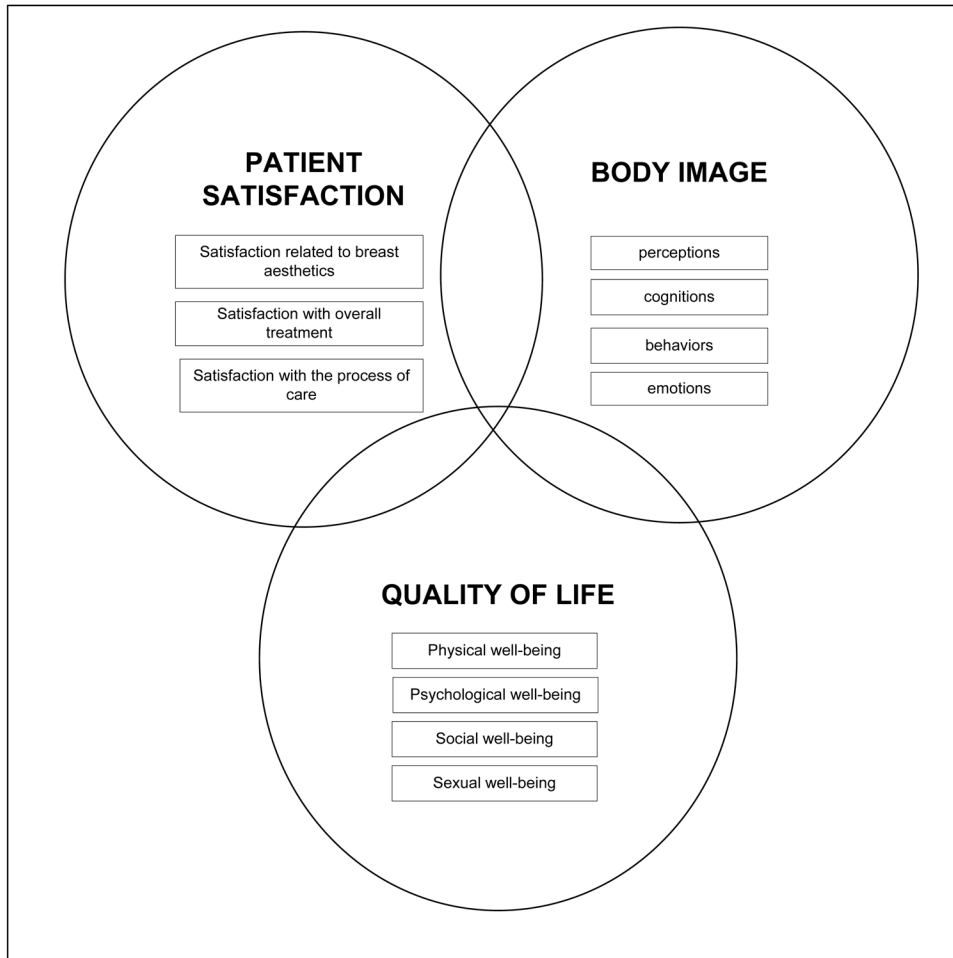 PATIENT
SATISFACTION
Satisfaction related to breast
aesthetics
Satisfaction with overall
treatment
Satisfaction with the process of
care
BODY IMAGE
perceptions
cognitions
behaviors
emotions
QUALITY OF LIFE
Physical well-being
Psychological well-being
Social well-being
Sexual well-being